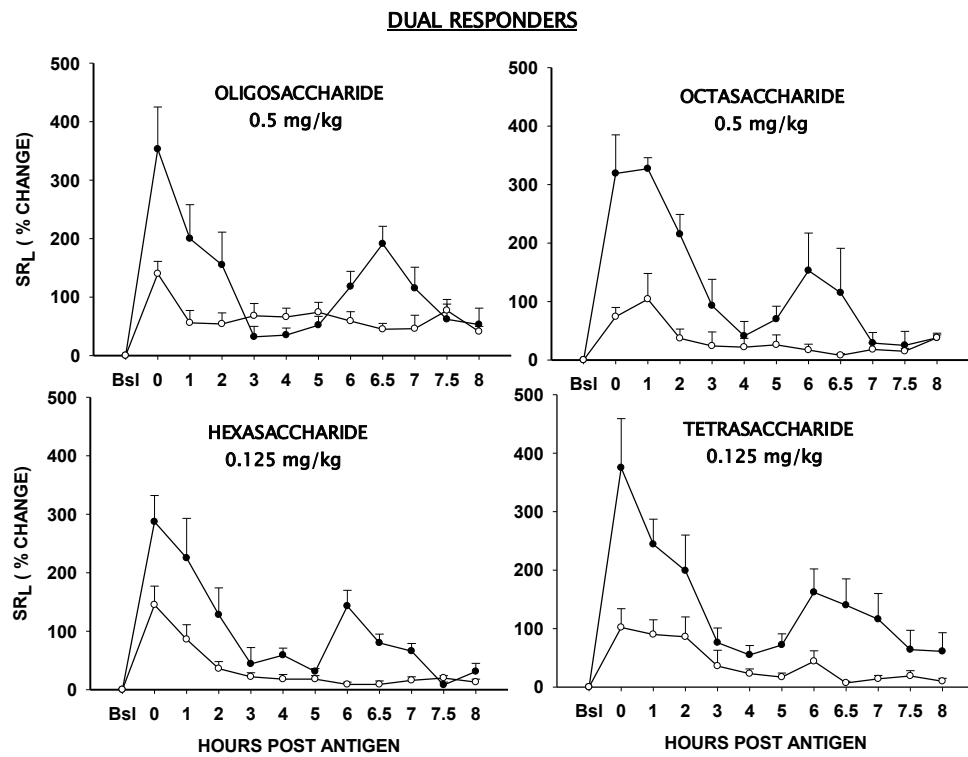 DUAL RESPONDERS
OLIGOSACCHARIDE
0.5 mg/kg
SRL ( % CHANGE)
500
400
300
200
100
0
Bsl 0 1 2 3 4 5 6 6.5 7 7.5 8
OCTASACCHARIDE
0.5 mg/kg
500
400
300
200
100
0
Bsl 0 1 2 3 4 5 6 6.5 7 7.5 8
HEXASACCHARIDE
0.125 mg/kg
SRL ( % CHANGE)
500
400
300
200
100
0
Bsl 0 1 2 3 4 5 6 6.5 7 7.5 8
HOURS POST ANTIGEN
TETRASACCHARIDE
0.125 mg/kg
500
400
300
200
100
0
Bsl 0 1 2 3 4 5 6 6.5 7 7.5 8
HOURS POST ANTIGEN